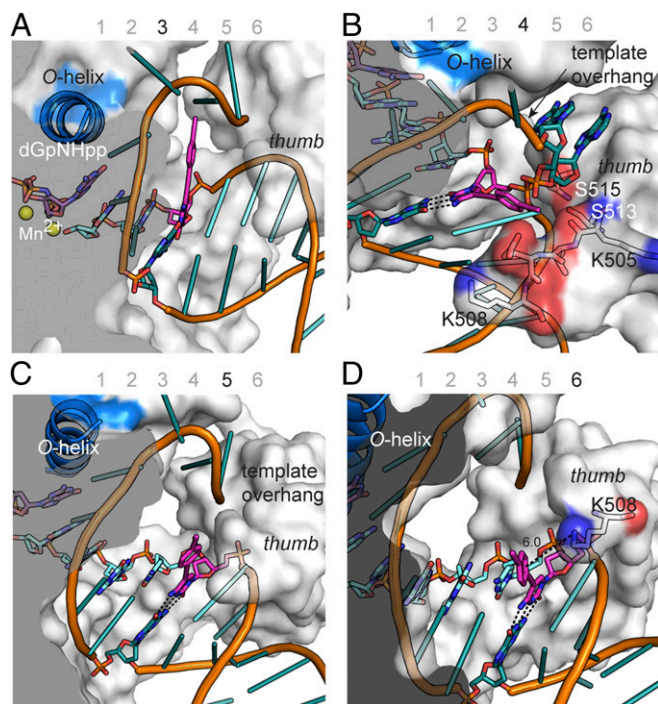 A
1 2 3 4 5 6
O-helix
dGpNHpp
thumb
Mn2+
B
1 2 3 4 5 6
template
overhang
thumb
S515
S513
K505
K508
C
1 2 3 4 5 6
O-helix
template
overhang
thumb
D
1 2 3 4 5 6
O-helix
thumb
K508
6.0